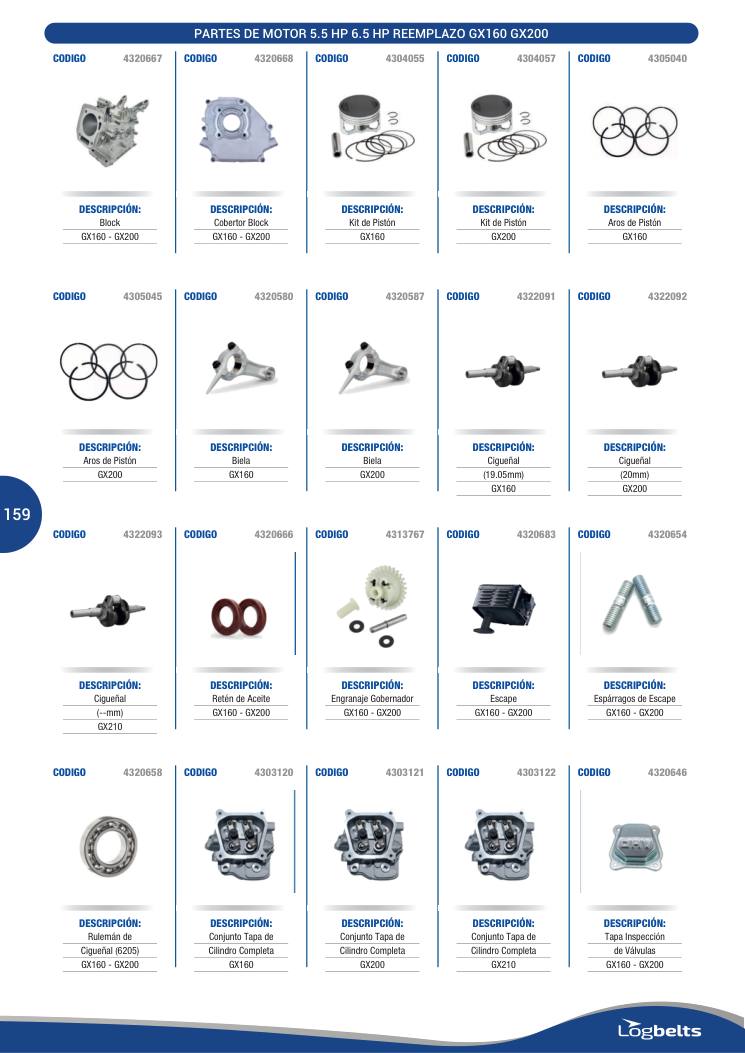 PARTES DE MOTOR 5.5 HP 6.5 HP REEMPLAZO GX160 GX200
CODIGO 4320667
DESCRIPCIÓN:
Block
GX160 - GX200
CODIGO 4320668
DESCRIPCIÓN:
Cobertor Block
GX160 - GX200
CODIGO 4304055
DESCRIPCIÓN:
Kit de Pistón
GX160
CODIGO 4304057
DESCRIPCIÓN:
Kit de Pistón
GX200
CODIGO 4305040
DESCRIPCIÓN:
Aros de Pistón
GX160
CODIGO 4305045
DESCRIPCIÓN:
Aros de Pistón
GX200
CODIGO 4320580
DESCRIPCIÓN:
Biela
GX160
CODIGO 4320587
DESCRIPCIÓN:
Biela
GX200
CODIGO 4322091
DESCRIPCIÓN:
Cigueñal
(19.05mm)
GX160
CODIGO 4322092
DESCRIPCIÓN:
Cigueñal
(20mm)
GX200
159
CODIGO 4322093
DESCRIPCIÓN:
Cigueñal
(--mm)
GX210
CODIGO 4320666
DESCRIPCIÓN:
Retén de Aceite
GX160 - GX200
CODIGO 4313767
DESCRIPCIÓN:
Engranaje Gobernador
GX160 - GX200
CODIGO 4320683
DESCRIPCIÓN:
Escape
GX160 - GX200
CODIGO 4320654
DESCRIPCIÓN:
Espárragos de Escape
GX160 - GX200
CODIGO 4320658
DESCRIPCIÓN:
Rulemán de
Cigueñal (6205)
GX160 - GX200
CODIGO 4303120
DESCRIPCIÓN:
Conjunto Tapa de
Cilindro Completa
GX160
CODIGO 4303121
DESCRIPCIÓN:
Conjunto Tapa de
Cilindro Completa
GX200
CODIGO 4303122
DESCRIPCIÓN:
Conjunto Tapa de
Cilindro Completa
GX210
CODIGO 4320646
DESCRIPCIÓN:
Tapa Inspección
de Válvulas
GX160 - GX200
Logbelts